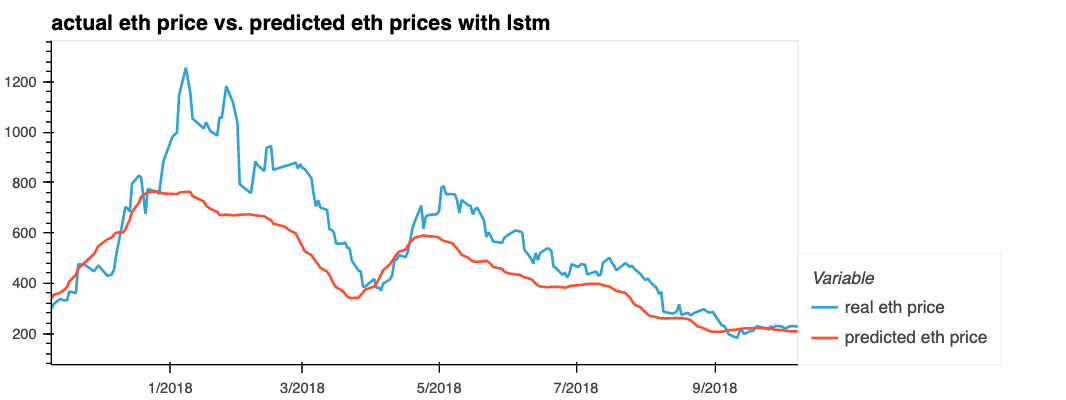 actual eth price vs. predicted eth prices with lstm
1200
1000
800
600
400
200
1/2018
3/2018
5/2018
7/2018
9/2018
Variable
real eth price
predicted eth price